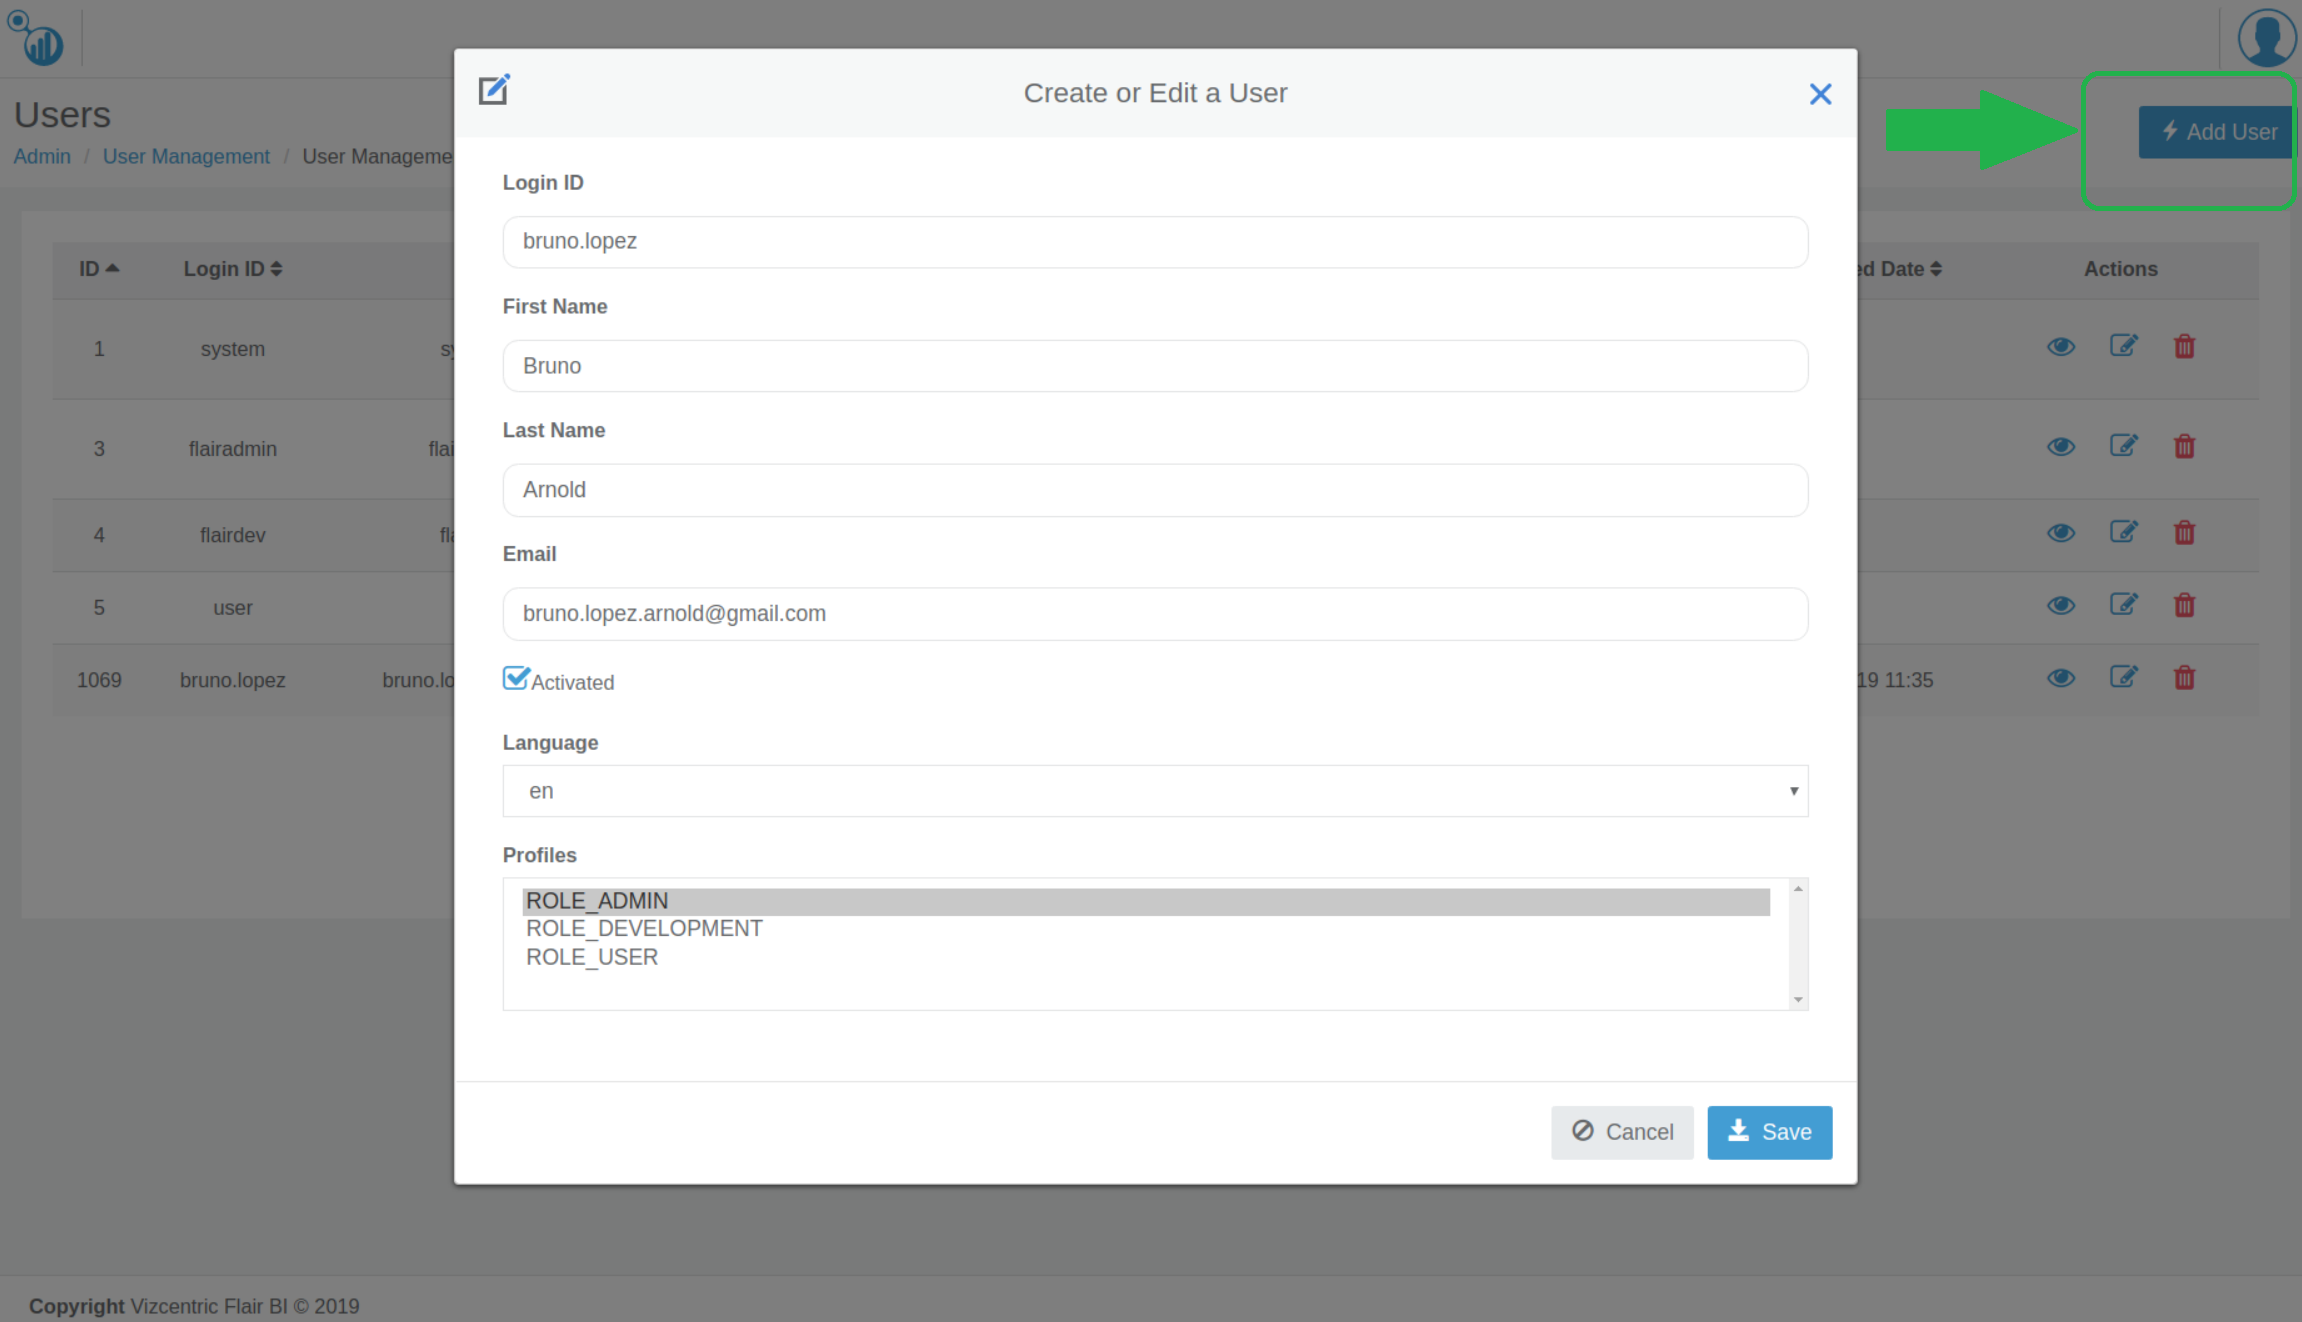 Create or Edit a User
Users
Add User
Admin / User Management / User Manageme
Login ID
bruno.lopez
First Name
Bruno
Last Name
Arnold
Email
bruno.lopez.arnold@gmail.com
Activated
Language
en
Profiles
ROLE_ADMIN
ROLE_DEVELOPMENT
ROLE_USER
Cancel Save
ID Login ID ed Date Actions
1 system sy
3 flairadmin flai
4 flairdev fla
5 user
1069 bruno.lopez bruno.lo 19 11:35
Copyright Vizcentric Flair BI © 2019